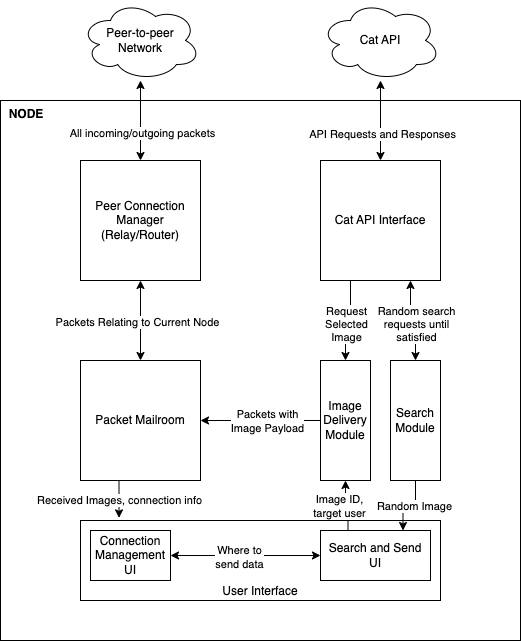 Peer-to-peer
Network
Cat API
NODE
All incoming/outgoing packets
API Requests and Responses
Peer Connection
Manager
(Relay/Router)
Cat API Interface
Packets Relating to Current Node
Request
Selected
Image
Random search
requests until
satisfied
Packet Mailroom
Packets with
Image Payload
Image
Delivery
Module
Search
Module
Received Images, connection info
Image ID,
target user
Random Image
Connection
Management
UI
Where to
send data
Search and Send
UI
User Interface